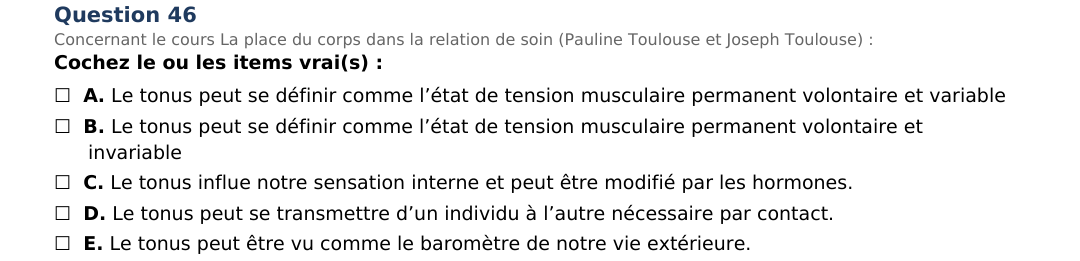 Question 46
Concernant le cours La place du corps dans la relation de soin (Pauline Toulouse et Joseph Toulouse) :
Cochez le ou les items vrai(s) :
☐ A. Le tonus peut se définir comme l’état de tension musculaire permanent volontaire et variable
☐ B. Le tonus peut se définir comme l’état de tension musculaire permanent volontaire et
invariable
☐ C. Le tonus influe notre sensation interne et peut être modifié par les hormones.
☐ D. Le tonus peut se transmettre d’un individu à l’autre nécessaire par contact.
☐ E. Le tonus peut être vu comme le baromètre de notre vie extérieure.